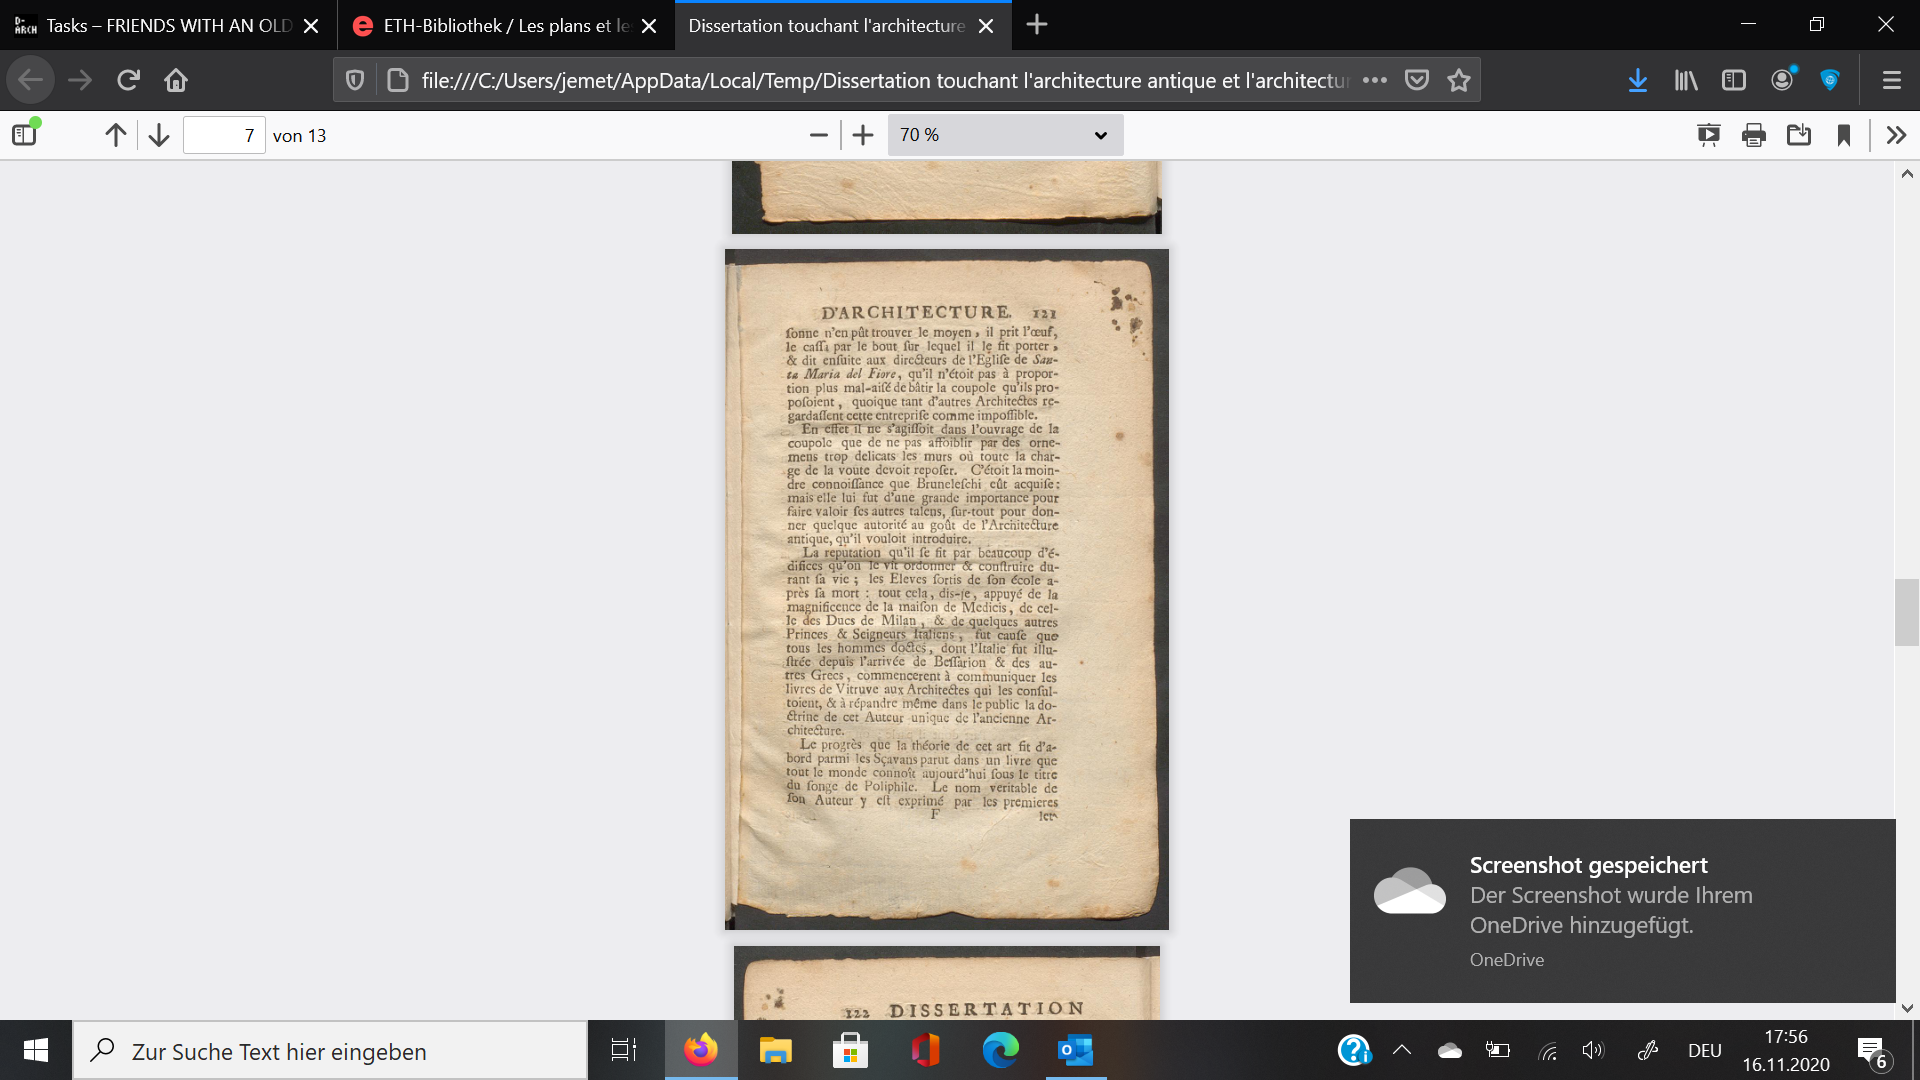 Tasks – FRIENDS WITH AN OLD
ETH-Bibliothek / Les plans et le
Dissertation touchant l'architecture
file:///C:/Users/jemet/AppData/Local/Temp/Dissertation touchant l'architecture antique et l'architectur
7 von 13
70 %
D'ARCHITECTURE. 121
ſonne n'en pût trouver le moyen, il prit l'œuf,
le caſſa par le bout ſur lequel il le fit porter,
& dit enſuite aux directeurs de l'Egliſe de San-
ta Maria del Fiore, qu'il n'étoit pas à propor-
tion plus mal-aiſé de bâtir la coupole qu'ils pro-
poſoient, quoique tant d'autres Architectes re-
gardaſſent cette entrepriſe comme impoſſible.
En effet il ne s'agiſſoit dans l'ouvrage de la
coupole que de ne pas affoiblir par des orne-
mens trop delicats les murs où toute la char-
ge de la voute devoit repoſer. C'étoit la moin-
dre connoiſſance que Bruneleſchi eût acquiſe:
mais elle lui fut d'une grande importance pour
faire valoir ſes autres talens, ſur-tout pour don-
ner quelque autorité au goût de l'Architecture
antique, qu'il vouloit introduire.
La reputation qu'il ſe fit par beaucoup d'é-
difices qu'on le vit ordonner & conſtruire du-
rant ſa vie; les Eleves ſortis de ſon école a-
près ſa mort: tout cela, dis-je, appuyé de la
magnificence de la maiſon de Medicis, de cel-
le des Ducs de Milan, & de quelques autres
Princes & Seigneurs Italiens, fut cauſe que
tous les hommes doctes, dont l'Italie fut illu-
ſtrée depuis l'arrivée de Beſſarion & des au-
tres Grecs, commencerent à communiquer les
livres de Vitruve aux Architectes qui les conſul-
toient, & à répandre même dans le public la do-
ctrine de cet Auteur unique de l'ancienne Ar-
chitecture.
Le progrès que la théorie de cet art fit d'a-
bord parmi les Sçavans parut dans un livre que
tout le monde connoît aujourd'hui ſous le titre
du ſonge de Poliphile. Le nom veritable de
ſon Auteur y eſt exprimé par les premieres
F let-
122 DISSERTATION
Screenshot gespeichert
Der Screenshot wurde Ihrem
OneDrive hinzugefügt.
OneDrive
Zur Suche Text hier eingeben
DEU
17:56
16.11.2020
6